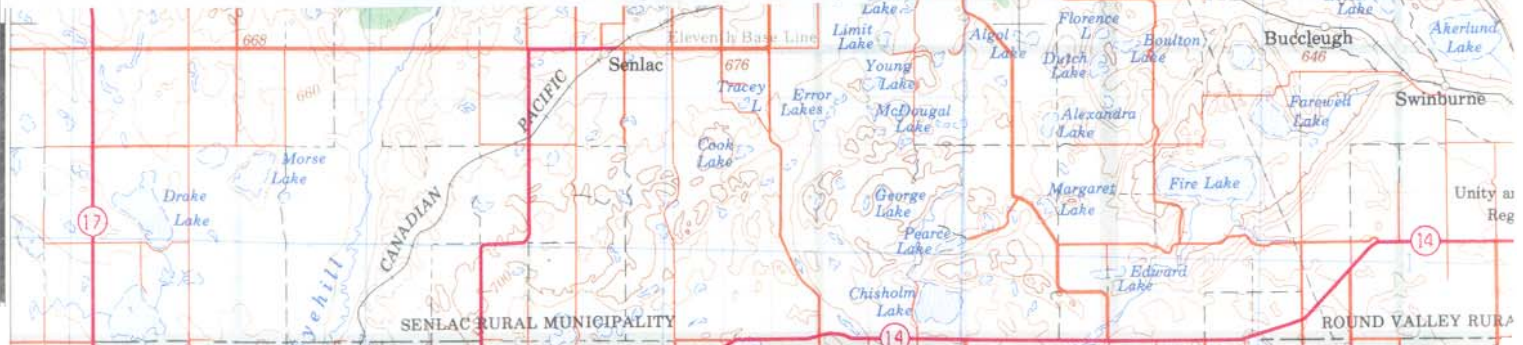 Lake
Lake
668
Eleventh Base Line
Limit
Lake
Algol
Lake
Florence
L
Boulton
Lake
Buccleugh
646
Akerlund
Lake
Senlac
676
Young
Lake
Dutch
Lake
660
PACIFIC
Tracey
L
Error
Lakes
McDougal
Lake
Alexandra
Lake
Farewell
Lake
Swinburne
Morse
Lake
Cook
Lake
Drake
Lake
17
CANADIAN
George
Lake
Margaret
Lake
Fire Lake
Unity
Reg
Pearce
Lake
14
yehill
700
Edward
Lake
Chisholm
Lake
SENLAC RURAL MUNICIPALITY
14
ROUND VALLEY RURA